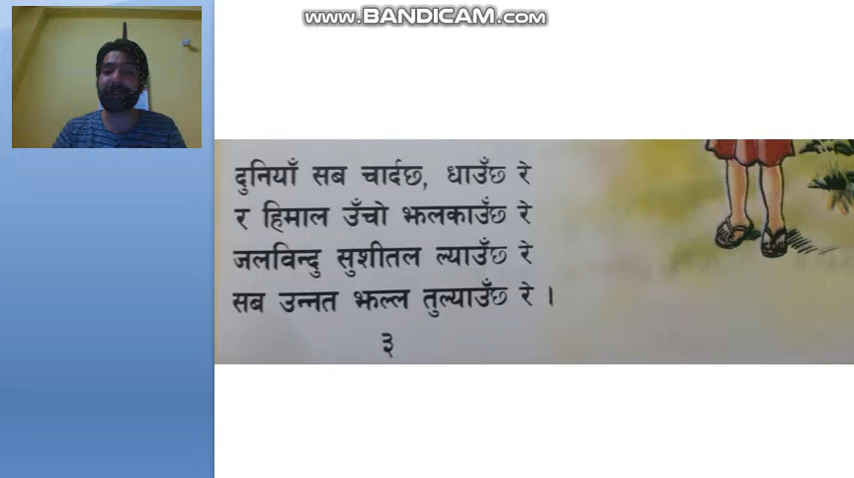 www.BANDICAM.com
दुनियाँ सब चार्दछ, धाउँछ रे
र हिमाल उँचो झलकाउँछ रे
जलविन्दु सुशीतल ल्याउँछ रे
सब उन्नत झल्ल तुल्याउँछ रे ।
३